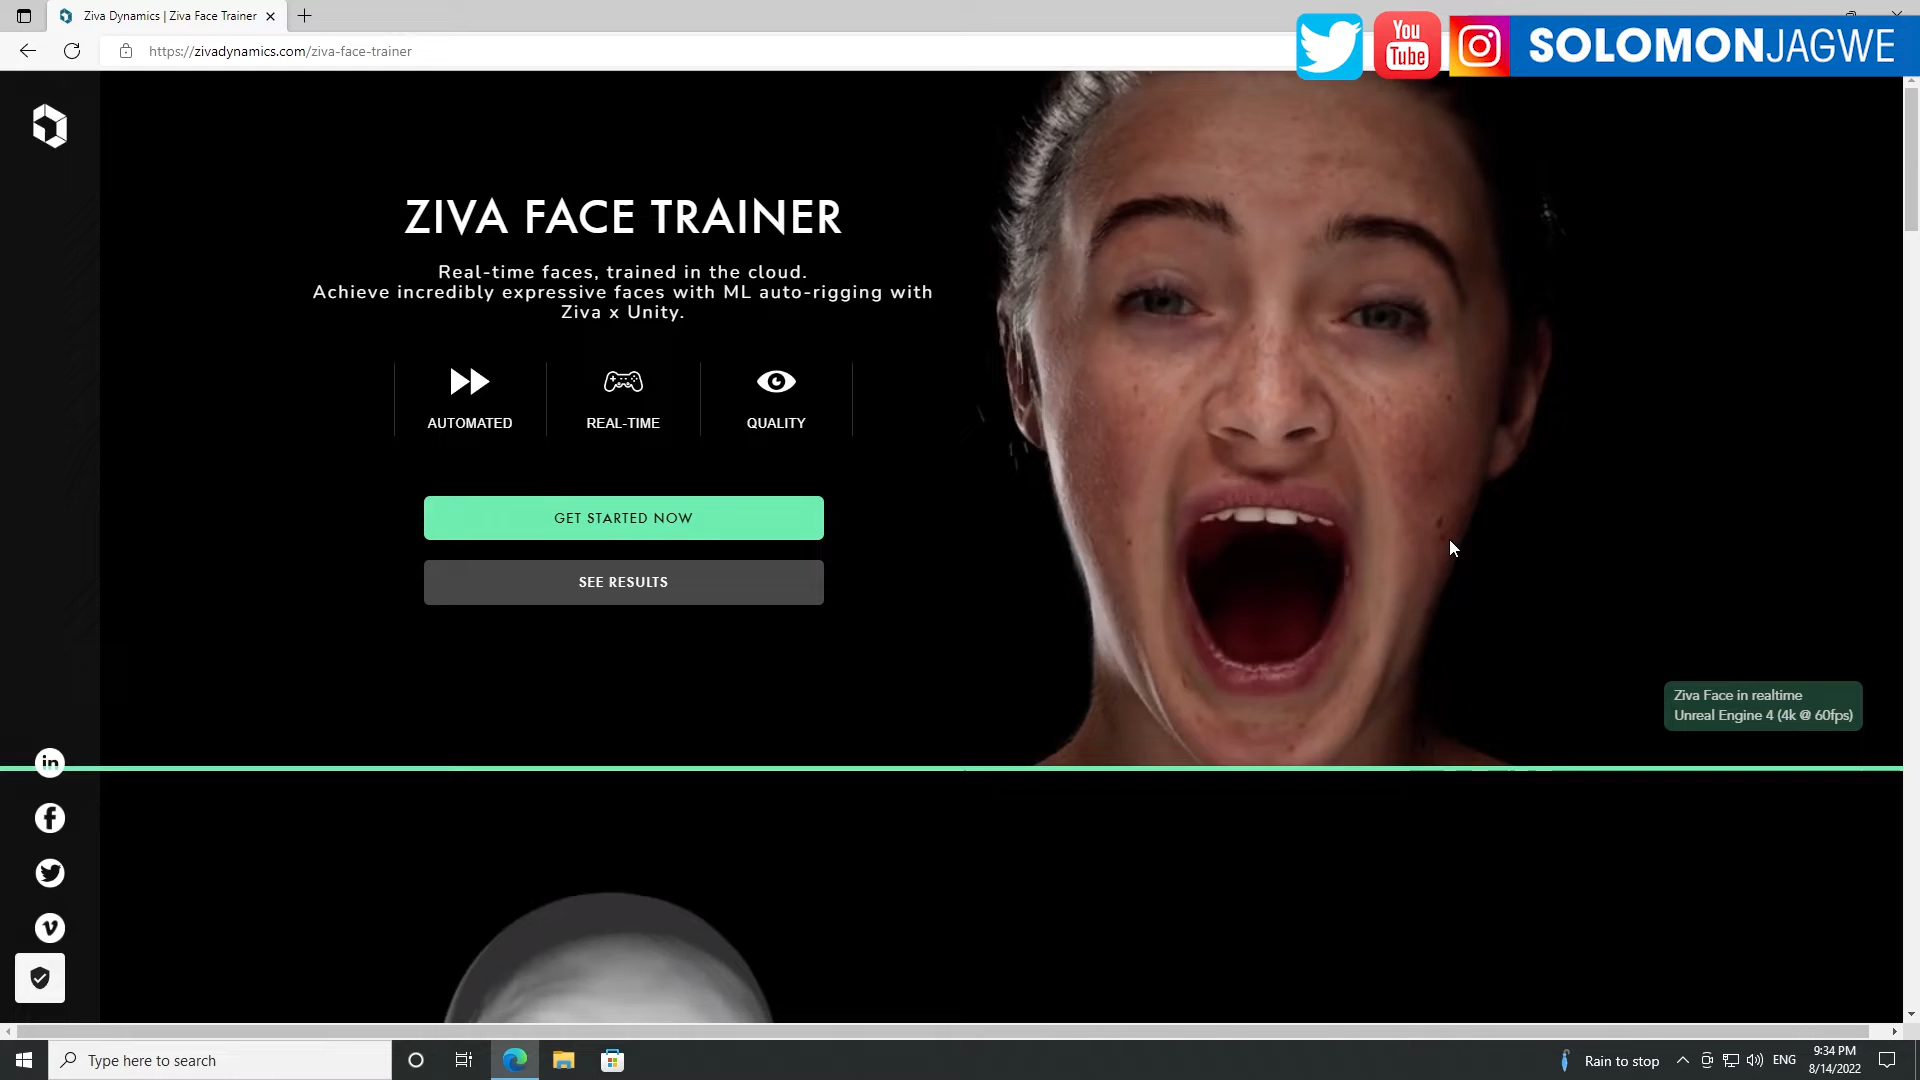 Ziva Dynamics | Ziva Face Trainer
https://zivadynamics.com/ziva-face-trainer
You
Tube
SOLOMONJAGWE
ZIVA FACE TRAINER
Real-time faces, trained in the cloud.
Achieve incredibly expressive faces with ML auto-rigging with
Ziva x Unity.
AUTOMATED
REAL-TIME
QUALITY
GET STARTED NOW
SEE RESULTS
Ziva Face in realtime
Unreal Engine 4 (4k @ 60fps)
in
Type here to search
Rain to stop
ENG
9:34 PM
8/14/2022